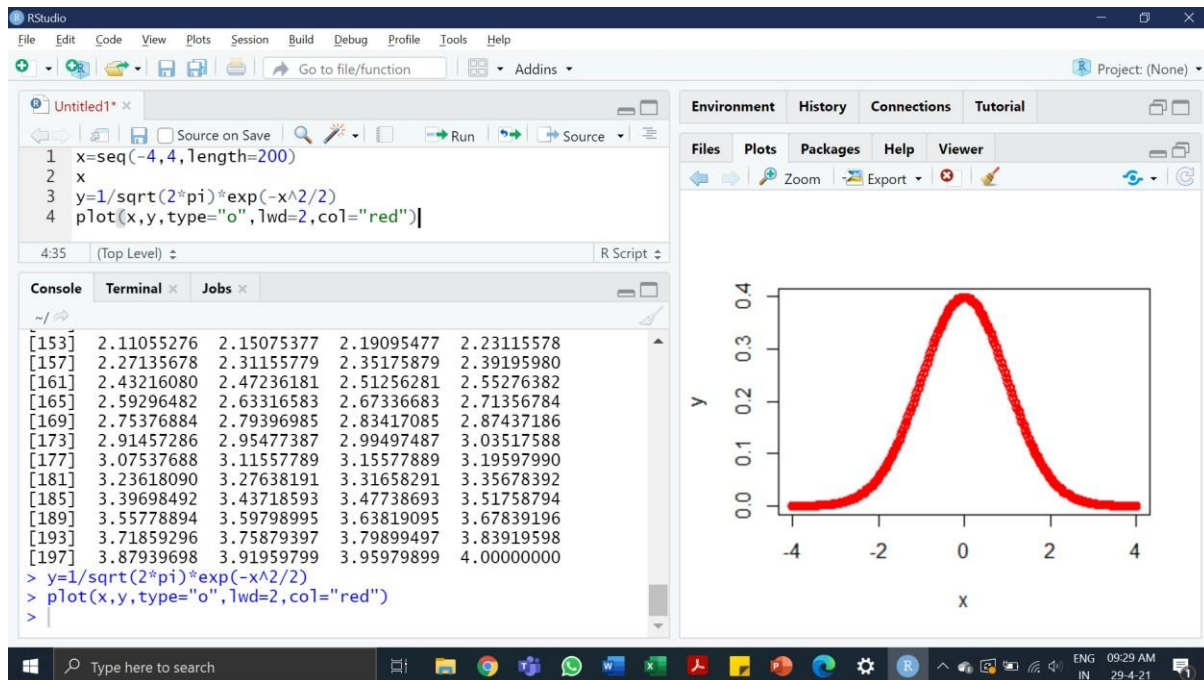 RStudio
File Edit Code View Plots Session Build Debug Profile Tools Help
Go to file/function Addins Project: (None)
Untitled1*
Source on Save Run Source
1 x=seq(-4,4,length=200)
2 x
3 y=1/sqrt(2*pi)*exp(-x^2/2)
4 plot(x,y,type="o",lwd=2,col="red")
4:35 (Top Level) R Script
Console Terminal Jobs
~/
[153] 2.11055276 2.15075377 2.19095477 2.23115578
[157] 2.27135678 2.31155779 2.35175879 2.39195980
[161] 2.43216080 2.47236181 2.51256281 2.55276382
[165] 2.59296482 2.63316583 2.67336683 2.71356784
[169] 2.75376884 2.79396985 2.83417085 2.87437186
[173] 2.91457286 2.95477387 2.99497487 3.03517588
[177] 3.07537688 3.11557789 3.15577889 3.19597990
[181] 3.23618090 3.27638191 3.31658291 3.35678392
[185] 3.39698492 3.43718593 3.47738693 3.51758794
[189] 3.55778894 3.59798995 3.63819095 3.67839196
[193] 3.71859296 3.75879397 3.79899497 3.83919598
[197] 3.87939698 3.91959799 3.95979899 4.00000000
> y=1/sqrt(2*pi)*exp(-x^2/2)
> plot(x,y,type="o",lwd=2,col="red")
>
Environment History Connections Tutorial
Files Plots Packages Help Viewer
Zoom Export
0.4
0.3
0.2
0.1
0.0
y
-4 -2 0 2 4
x
Type here to search
ENG 09:29 AM
IN 29-4-21